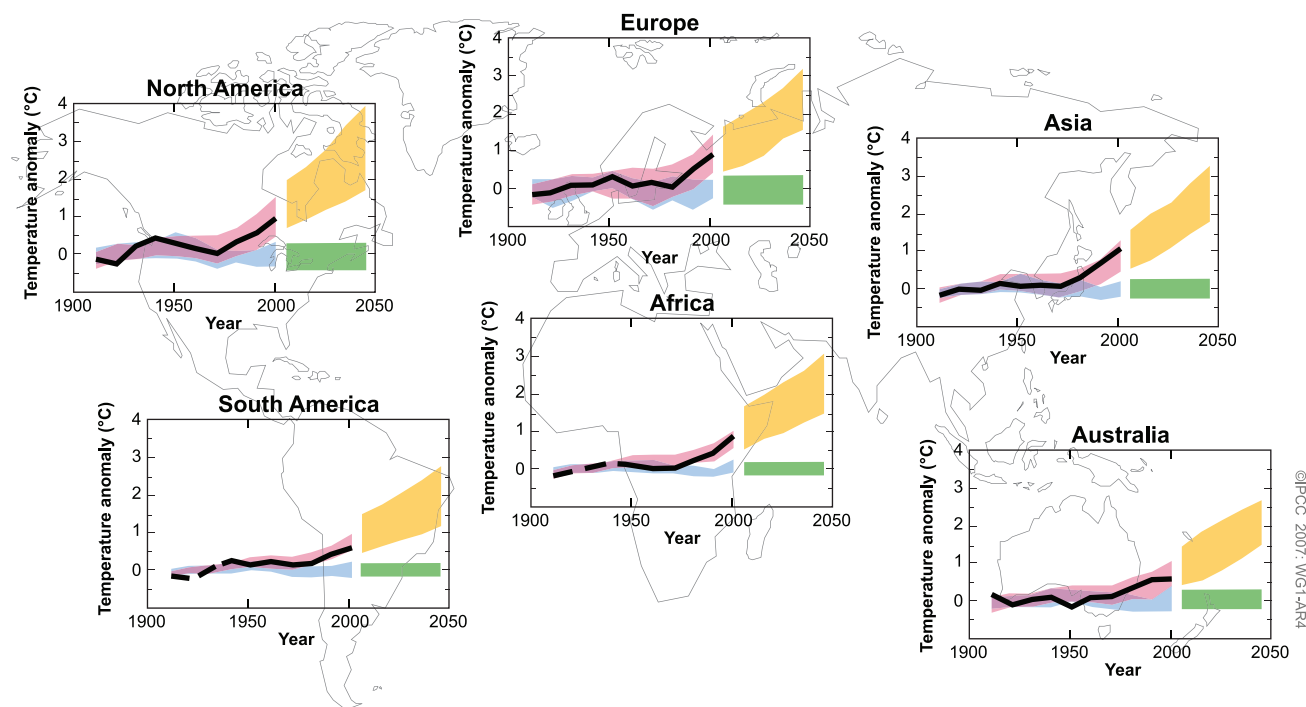 Europe
Temperature anomaly (°C)
4
3
2
1
0
1900
1950
2000
2050
Year
North America
Temperature anomaly (°C)
4
3
2
1
0
1900
1950
2000
2050
Year
Asia
Temperature anomaly (°C)
4
3
2
1
0
1900
1950
2000
2050
Year
Africa
Temperature anomaly (°C)
4
3
2
1
0
1900
1950
2000
2050
Year
South America
Temperature anomaly (°C)
4
3
2
1
0
1900
1950
2000
2050
Year
Australia
Temperature anomaly (°C)
4
3
2
1
0
1900
1950
2000
2050
Year
©IPCC 2007: WG1-AR4